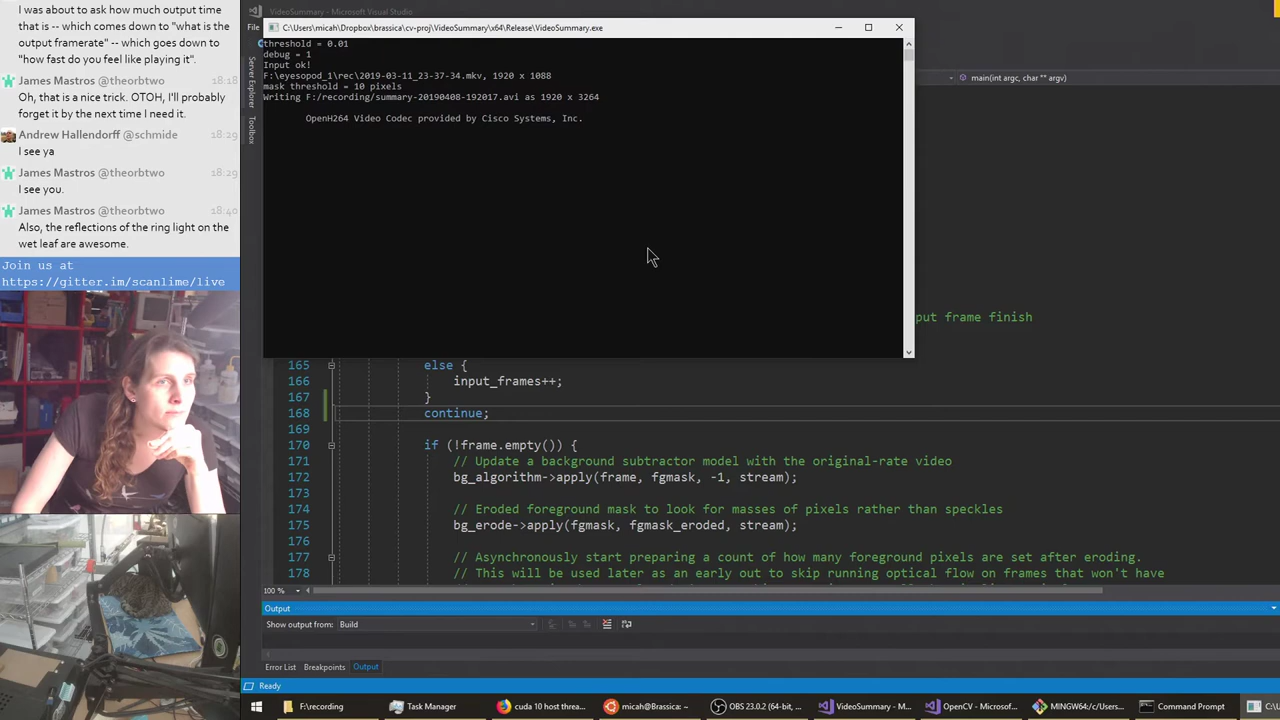 I was about to ask how much output time
that is -- which comes down to "what is the
output framerate" -- which goes down to
"how fast do you feel like playing it".
James Mastros @theorbtwo 18:29
Oh, that is a nice trick. OTOH, I'll probably
forget it by the next time I need it.
Andrew Hallendorff @schmide 18:29
I see ya
James Mastros @theorbtwo 18:29
I see you.
James Mastros @theorbtwo 18:40
Also, the reflections of the ring light on the
wet leaf are awesome.
Join us at
https://gitter.im/scanlime/live
VideoSummary - Microsoft Visual Studio
File
Server Explorer
Toolbox
C:\Users\micah\Dropbox\brassica\cv-proj\VideoSummary\x64\Release\VideoSummary.exe
threshold = 0.01
debug = 1
Input ok!
F:\eyesopod_1\rec\2019-03-11_23-37-34.mkv, 1920 x 1088
mask threshold = 10 pixels
Writing F:/recording/summary-20190408-192017.avi as 1920 x 3264
OpenH264 Video Codec provided by Cisco Systems, Inc.
main(int argc, char ** argv)
put frame finish
165 else {
166 input_frames++;
167 }
168 continue;
169
170 if (!frame.empty()) {
171 // Update a background subtractor model with the original-rate video
172 bg_algorithm->apply(frame, fgmask, -1, stream);
173
174 // Eroded foreground mask to look for masses of pixels rather than speckles
175 bg_erode->apply(fgmask, fgmask_eroded, stream);
176
177 // Asynchronously start preparing a count of how many foreground pixels are set after eroding.
178 // This will be used later as an early out to skip running optical flow on frames that won't have
100 %
Output
Show output from: Build
Error List Breakpoints Output
Ready
F:\recording
Task Manager
cuda 10 host threa...
micah@Brassica: ~
OBS 23.0.2 (64-bit, ...
VideoSummary - M...
OpenCV - Microsof...
MINGW64:/c/Users...
Command Prompt
C:\U